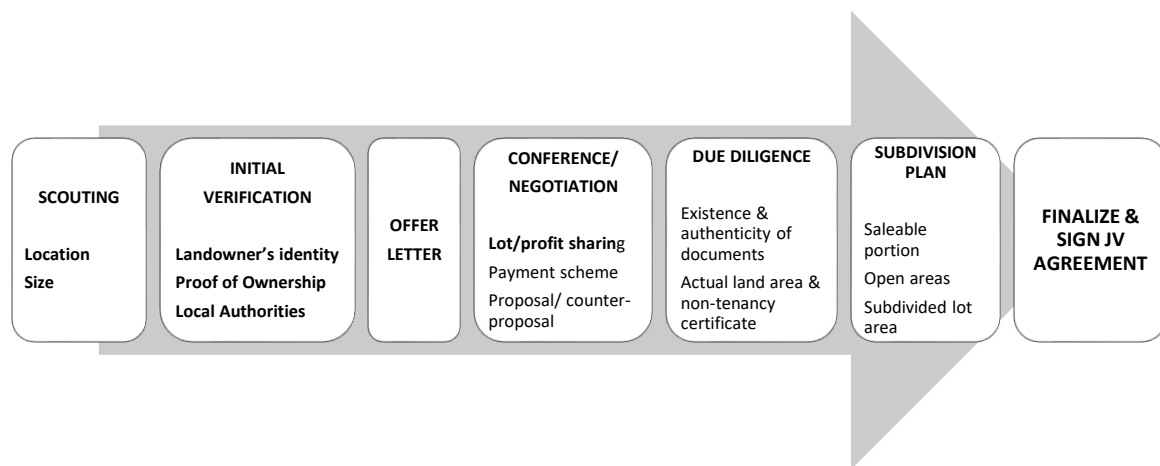 SCOUTING
Location
Size
INITIAL
VERIFICATION
Landowner’s identity
Proof of Ownership
Local Authorities
OFFER
LETTER
CONFERENCE/
NEGOTIATION
Lot/profit sharing
Payment scheme
Proposal/ counter-
proposal
DUE DILIGENCE
Existence &
authenticity of
documents
Actual land area &
non-tenancy
certificate
SUBDIVISION
PLAN
Saleable
portion
Open areas
Subdivided lot
area
FINALIZE &
SIGN JV
AGREEMENT